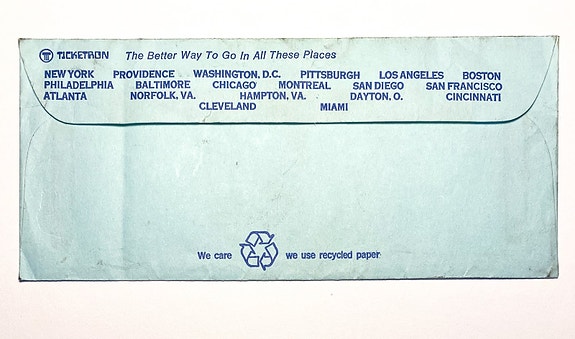 TICKETRON The Better Way To Go In All These Places
NEW YORK PROVIDENCE WASHINGTON, D.C. PITTSBURGH LOS ANGELES BOSTON
PHILADELPHIA BALTIMORE CHICAGO MONTREAL SAN DIEGO SAN FRANCISCO
ATLANTA NORFOLK, VA. HAMPTON, VA. DAYTON, O. CINCINNATI
CLEVELAND MIAMI
We care we use recycled paper